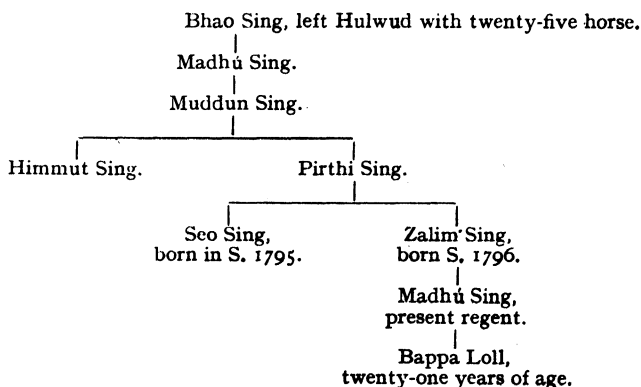 Bhao Sing, left Hulwud with twenty-five horse.
Madhú Sing.
Muddun Sing.
Himmut Sing. Pirthi Sing.
Seo Sing, Zalim Sing,
born in S. 1795. born S. 1796.
Madhú Sing,
present regent.
Bappa Loll,
twenty-one years of age.